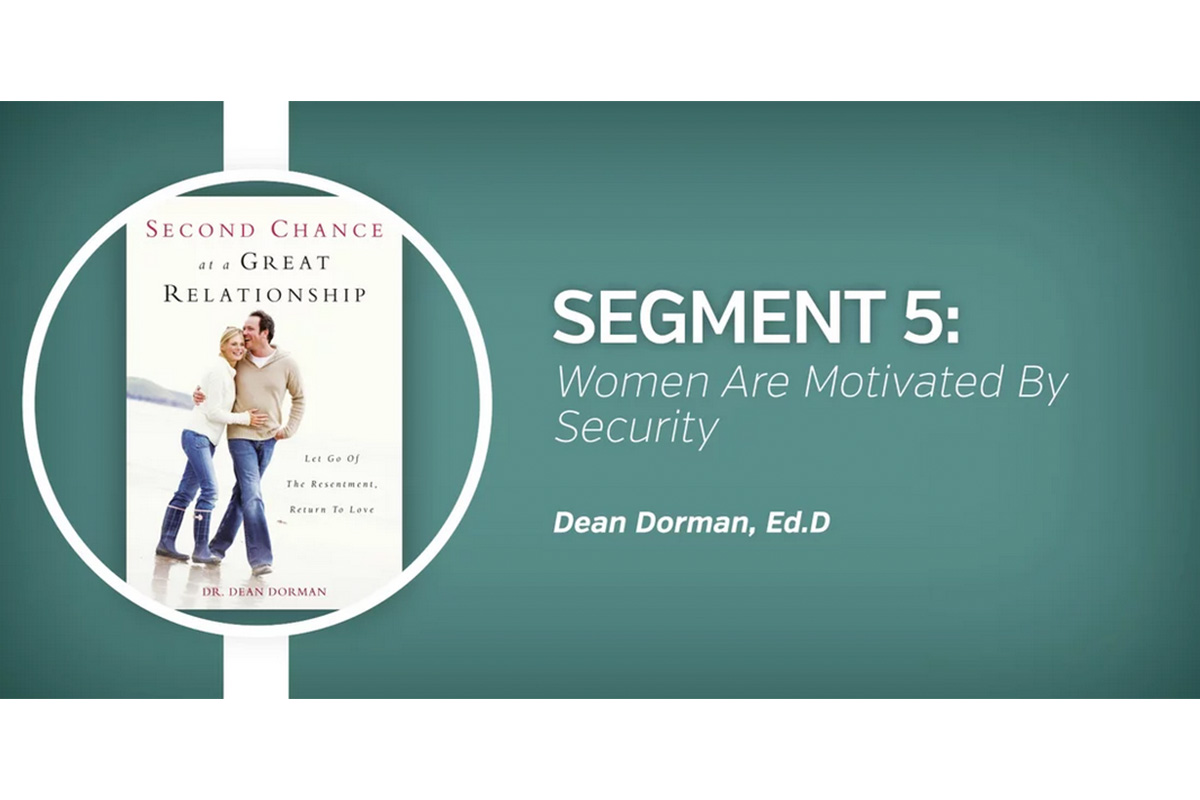 SECOND CHANCE
at a GREAT
RELATIONSHIP
Let Go Of
The Resentment,
Return To Love
DR. DEAN DORMAN
SEGMENT 5:
Women Are Motivated By
Security
Dean Dorman, Ed.D